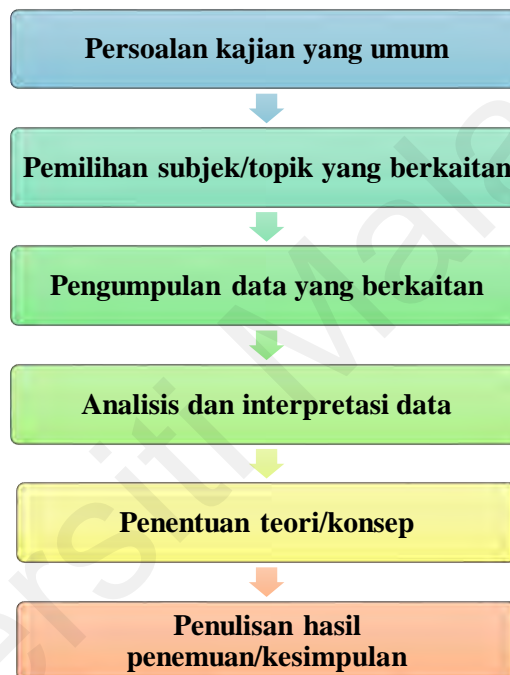 Persoalan kajian yang umum
Pemilihan subjek/topik yang berkaitan
Pengumpulan data yang berkaitan
Analisis dan interpretasi data
Penentuan teori/konsep
Penulisan hasil
penemuan/kesimpulan